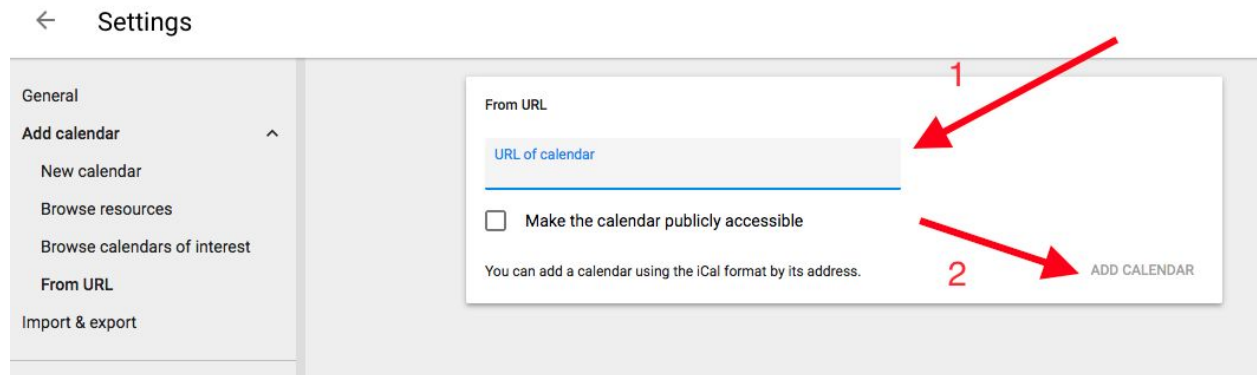 Settings
General
Add calendar
New calendar
Browse resources
Browse calendars of interest
From URL
Import & export
From URL
1
URL of calendar
Make the calendar publicly accessible
You can add a calendar using the iCal format by its address.
2
ADD CALENDAR